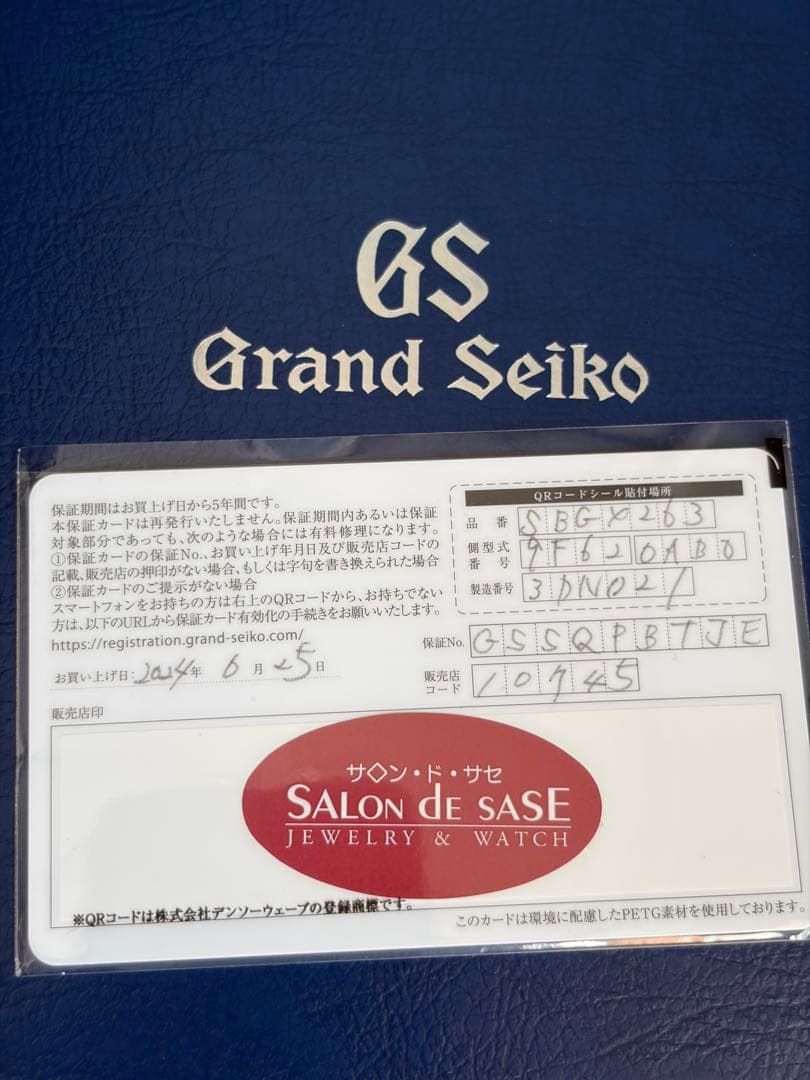 GS
Grand Seiko
保証期間はお買上げ日から5年間です。
本保証カードは再発行いたしません。保証期間内あるいは保証
対象部分であっても、次のような場合には有料修理になります。
①保証カードの保証No.、お買い上げ年月日及び販売店コードの
記載、販売店の押印がない場合、もしくは字句を書き換えられた場合
②保証カードのご提示がない場合
スマートフォンをお持ちの方は右上のQRコードから、お持ちでない
方は、以下のURLから保証カード有効化の手続きをお願いいたします。
https://registration.grand-seiko.com/
お買い上げ日:2024年 6月 25日
QRコードシール貼付場所
品番 SBGX263
側型式番号 9F62 0AB0
製造番号 3DN021
保証No. GSSQPBTJE
販売店コード 10745
販売店印
サロン・ド・サセ
SALON dE SASE
JEWELRY & WATCH
※QRコードは株式会社デンソーウェーブの登録商標です。
このカードは環境に配慮したPETG素材を使用しております。